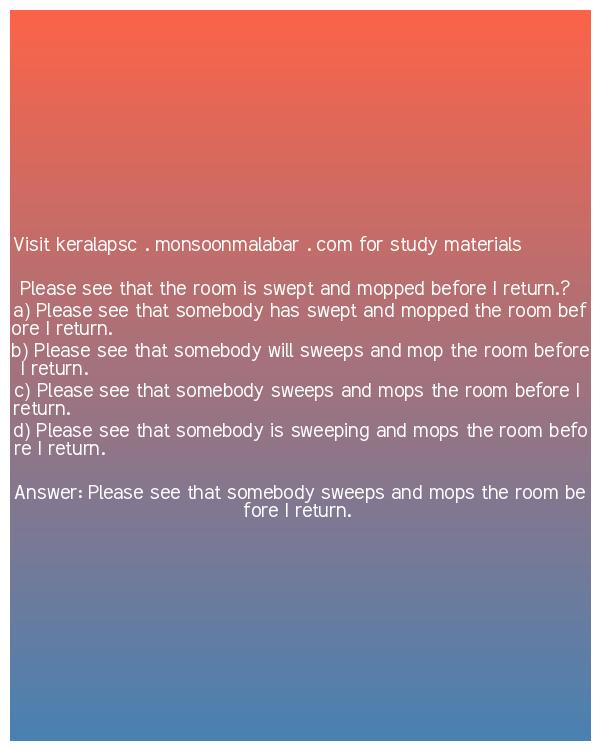 Visit keralapsc . monsoonmalabar . com for study materials
Please see that the room is swept and mopped before I return.?
a) Please see that somebody has swept and mopped the room bef
ore I return.
b) Please see that somebody will sweeps and mop the room before
I return.
c) Please see that somebody sweeps and mops the room before I
return.
d) Please see that somebody is sweeping and mops the room befo
re I return.
Answer: Please see that somebody sweeps and mops the room be
fore I return.